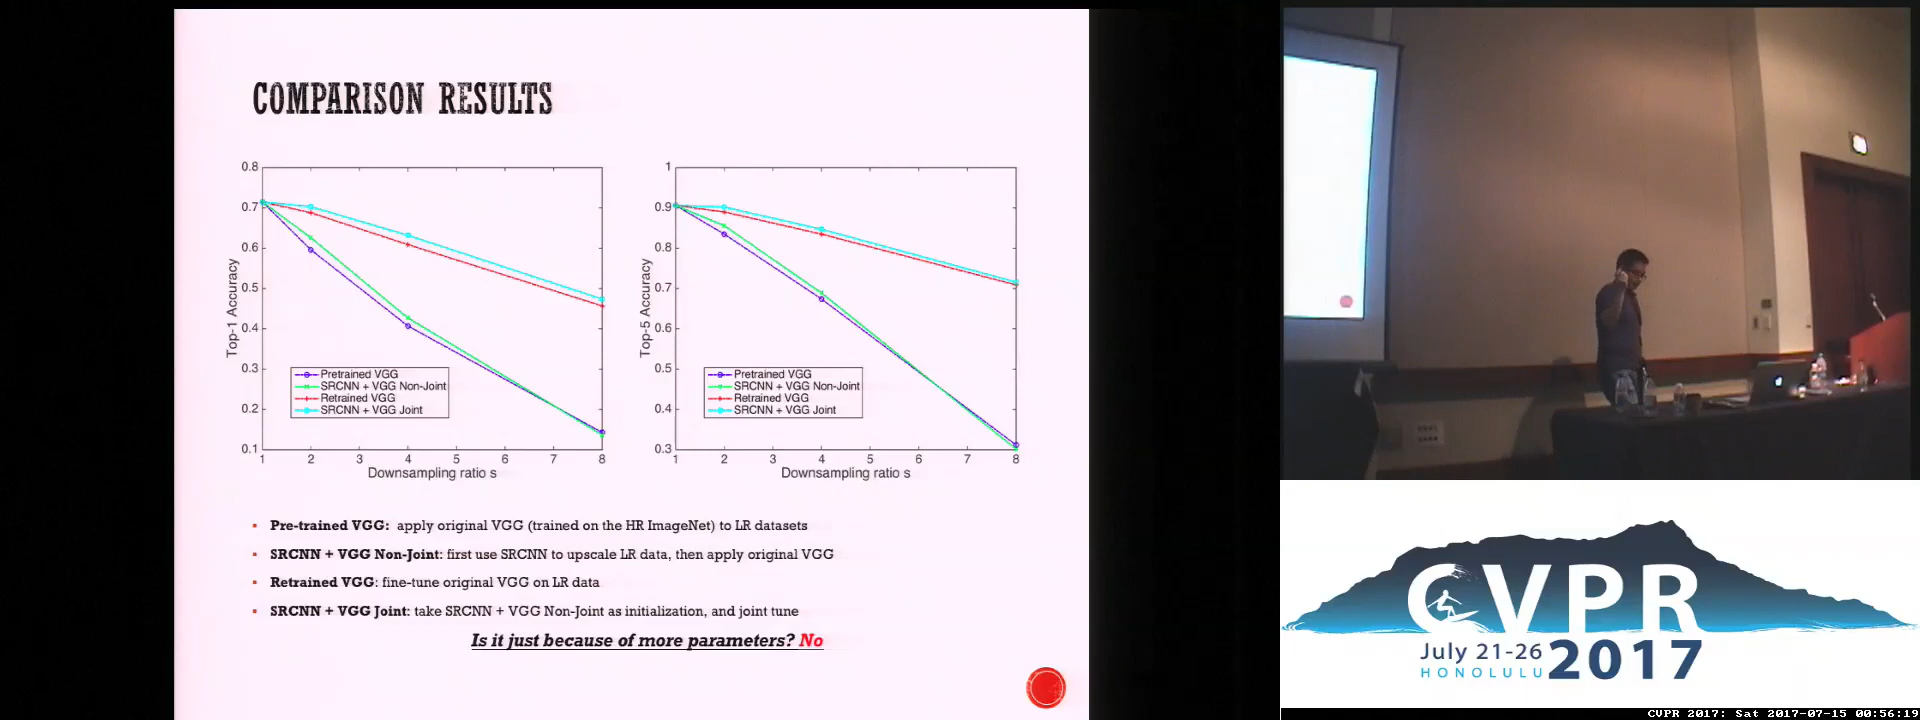 COMPARISON RESULTS
0.8
0.7
0.6
0.5
0.4
0.3
0.2
0.1
Top-1 Accuracy
Pretrained VGG
SRCNN + VGG Non-Joint
Retrained VGG
SRCNN + VGG Joint
1 2 3 4 5 6 7 8
Downsampling ratio s
1
0.9
0.8
0.7
0.6
0.5
0.4
0.3
Top-5 Accuracy
Pretrained VGG
SRCNN + VGG Non-Joint
Retrained VGG
SRCNN + VGG Joint
1 2 3 4 5 6 7 8
Downsampling ratio s
Pre-trained VGG: apply original VGG (trained on the HR ImageNet) to LR datasets
SRCNN + VGG Non-Joint: first use SRCNN to upscale LR data, then apply original VGG
Retrained VGG: fine-tune original VGG on LR data
SRCNN + VGG Joint: take SRCNN + VGG Non-Joint as initialization, and joint tune
Is it just because of more parameters? No
CVPR
July 21-26
HONOLULU
2017
CVPR 2017: Sat 2017-07-15 00:56:19